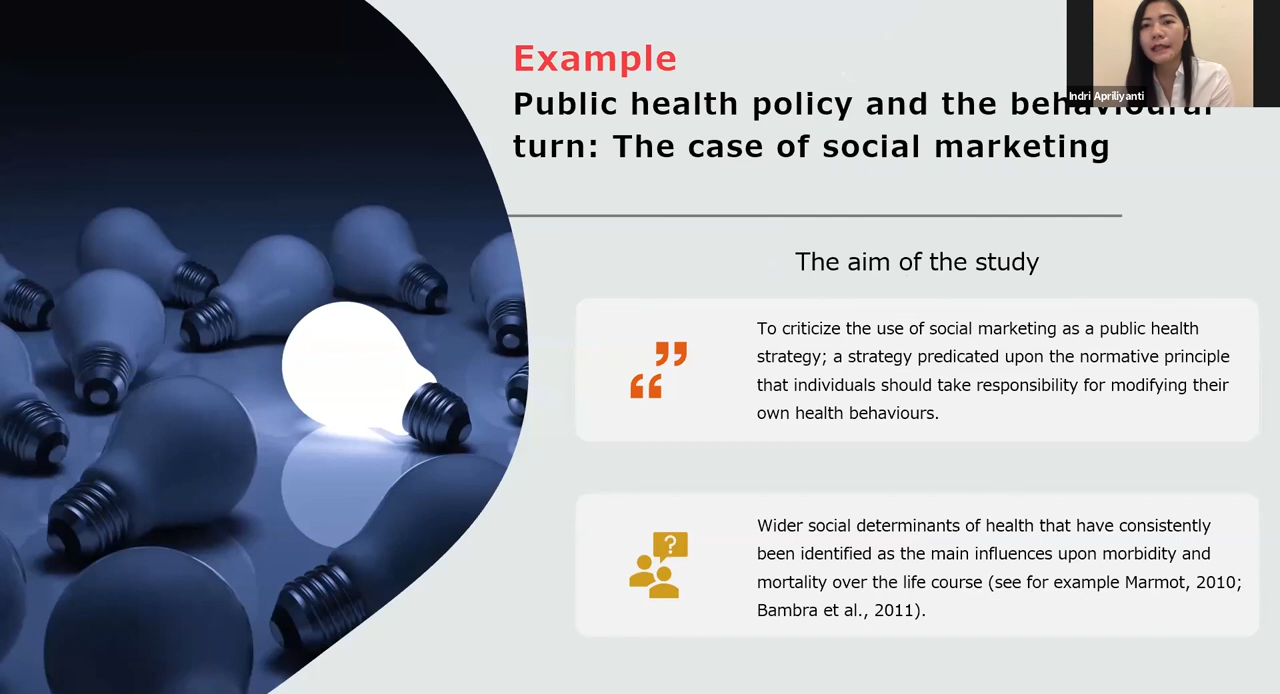 Example
Public health policy and the behavioural
turn: The case of social marketing
Indri Apriliyanti
The aim of the study
To criticize the use of social marketing as a public health
strategy; a strategy predicated upon the normative principle
that individuals should take responsibility for modifying their
own health behaviours.
?
Wider social determinants of health that have consistently
been identified as the main influences upon morbidity and
mortality over the life course (see for example Marmot, 2010;
Bambra et al., 2011).